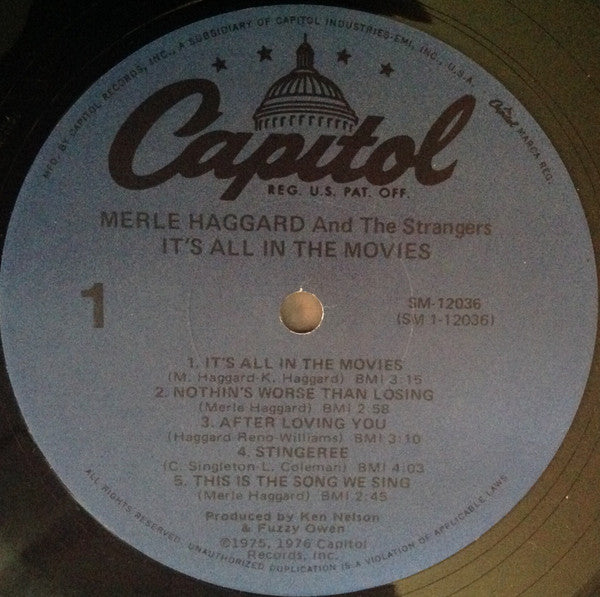 MFD. BY CAPITOL RECORDS, INC., A SUBSIDIARY OF CAPITOL INDUSTRIES-EMI, INC., U.S.A.
Capitol MARCA REG.
Capitol
REG. U.S. PAT. OFF.
MERLE HAGGARD And The Strangers
IT'S ALL IN THE MOVIES
1
SM-12036
(SM 1-12036)
1. IT'S ALL IN THE MOVIES
(M. Haggard-K. Haggard) BMI 3:15
2. NOTHIN'S WORSE THAN LOSING
(Merle Haggard) BMI 2:58
3. AFTER LOVING YOU
(Haggard-Reno-Williams) BMI 3:10
4. STINGEREE
(C. Singleton-L. Coleman) BMI 4:03
5. THIS IS THE SONG WE SING
(Merle Haggard) BMI 2:45
Produced by Ken Nelson
& Fuzzy Owen
©1975, 1976 Capitol
Records, Inc.
ALL RIGHTS RESERVED. UNAUTHORIZED DUPLICATION IS A VIOLATION OF APPLICABLE LAWS